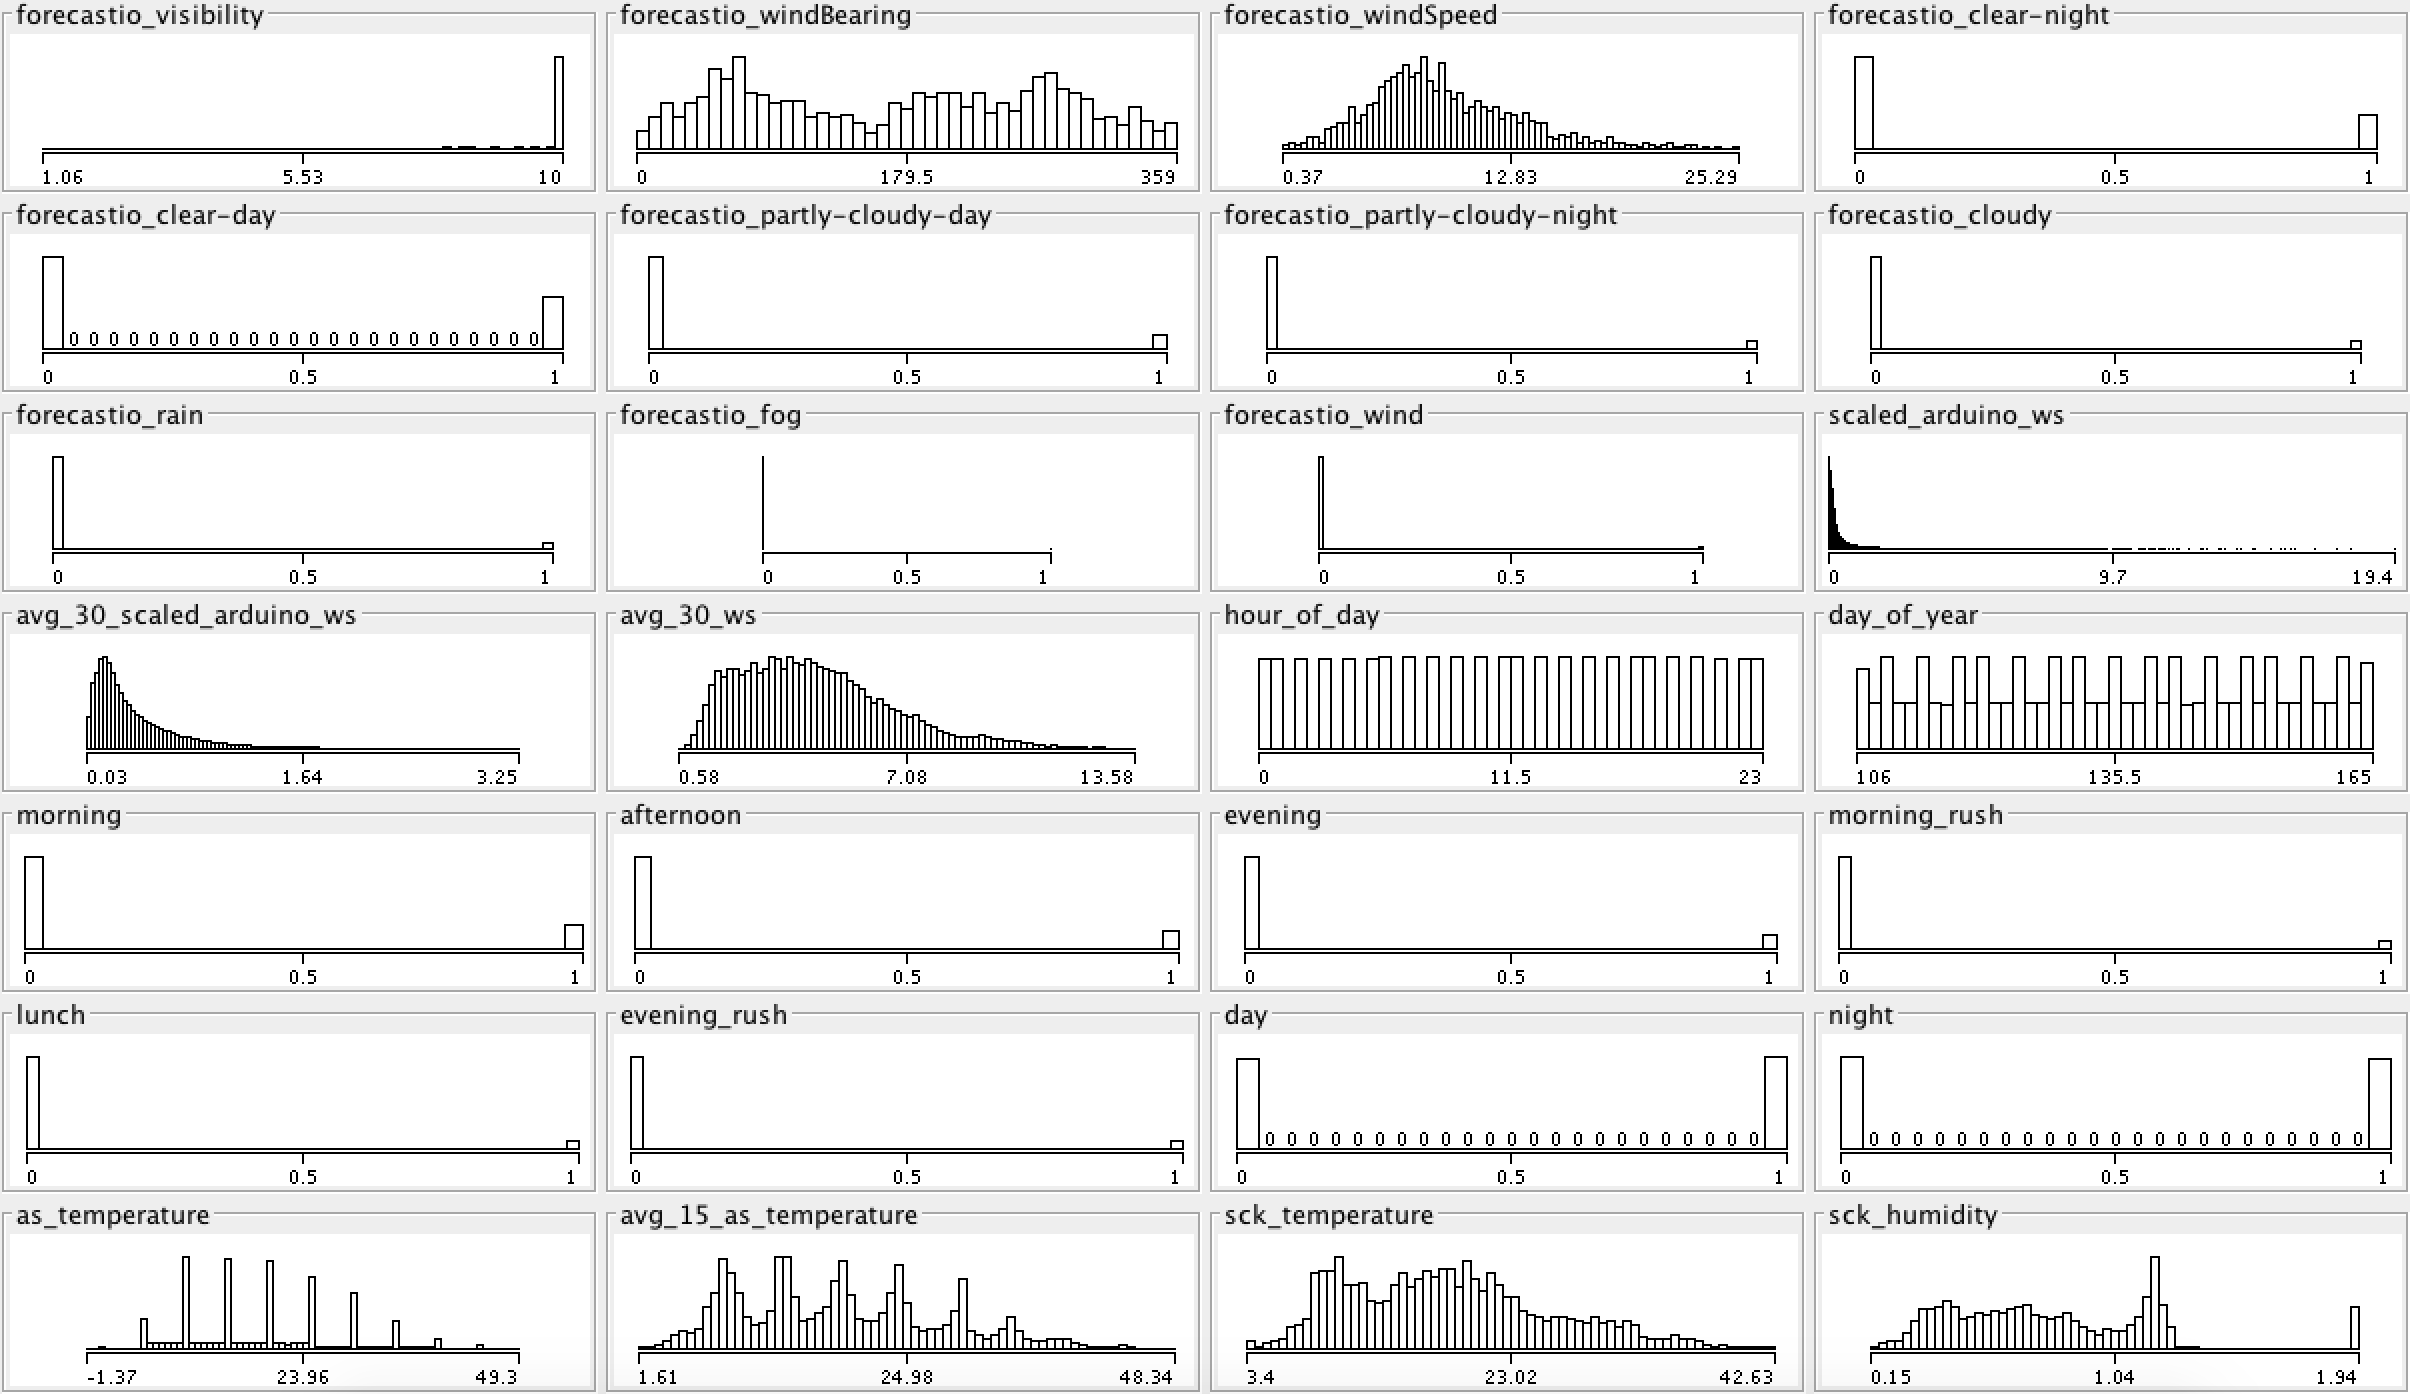 forecastio_visibility forecastio_windBearing forecastio_windSpeed forecastio_clear-night
1.06 5.53 10 0 179.5 359 0.37 12.83 25.29 0 0.5 1
forecastio_clear-day forecastio_partly-cloudy-day forecastio_partly-cloudy-night forecastio_cloudy
0 0 0 0 0 0 0 0 0 0 0 0 0 0 0 0 0 0 0 0 0 0 0 0
0 0.5 1 0 0.5 1 0 0.5 1 0 0.5 1
forecastio_rain forecastio_fog forecastio_wind scaled_arduino_ws
0 0.5 1 0 0.5 1 0 0.5 1 0 9.7 19.4
avg_30_scaled_arduino_ws avg_30_ws hour_of_day day_of_year
0.03 1.64 3.25 0.58 7.08 13.58 0 11.5 23 106 135.5 165
morning afternoon evening morning_rush
0 0.5 1 0 0.5 1 0 0.5 1 0 0.5 1
lunch evening_rush day night
0 0 0 0 0 0 0 0 0 0 0 0 0 0 0 0 0 0 0 0 0 0 0 0 0 0 0 0 0 0 0 0 0 0 0 0 0 0 0 0 0 0 0 0 0 0
0 0.5 1 0 0.5 1 0 0.5 1 0 0.5 1
as_temperature avg_15_as_temperature sck_temperature sck_humidity
-1.37 23.96 49.3 1.61 24.98 48.34 3.4 23.02 42.63 0.15 1.04 1.94